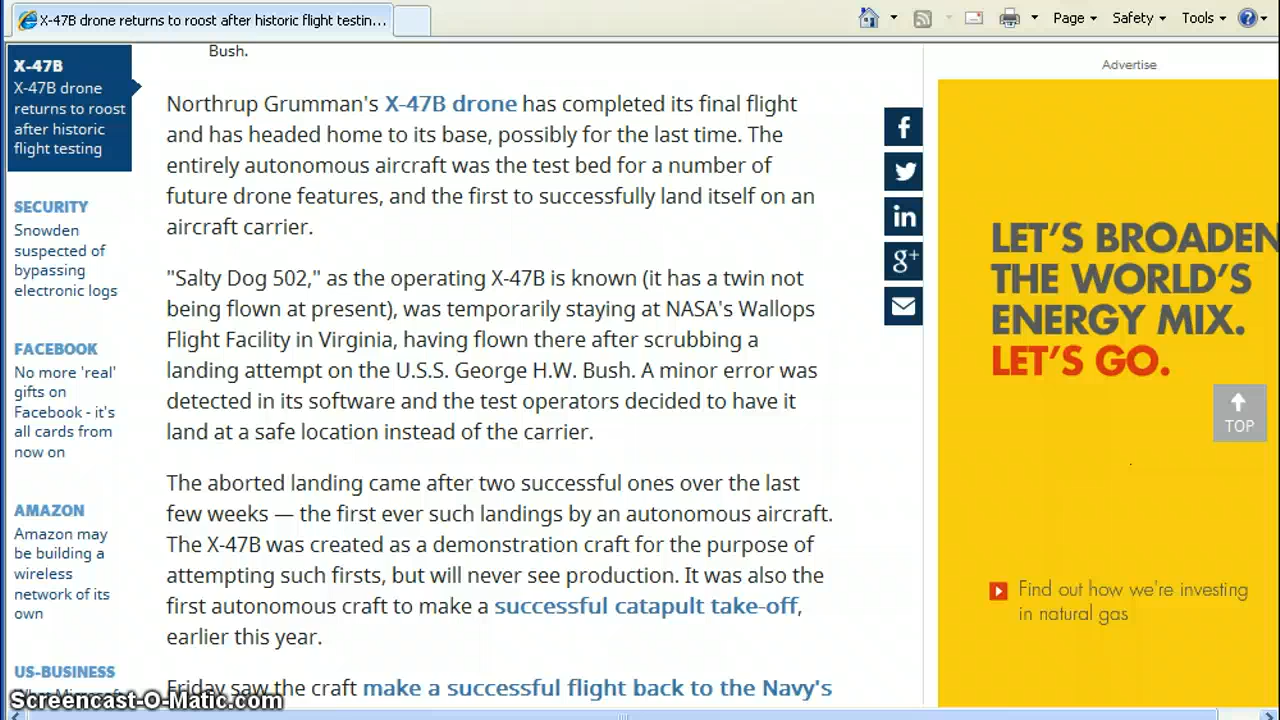 X-47B drone returns to roost after historic flight testin...
Page
Safety
Tools
Bush.
X-47B
X-47B drone
returns to roost
after historic
flight testing
SECURITY
Snowden
suspected of
bypassing
electronic logs
FACEBOOK
No more 'real'
gifts on
Facebook - it's
all cards from
now on
AMAZON
Amazon may
be building a
wireless
network of its
own
US-BUSINESS
Northrup Grumman's X-47B drone has completed its final flight
and has headed home to its base, possibly for the last time. The
entirely autonomous aircraft was the test bed for a number of
future drone features, and the first to successfully land itself on an
aircraft carrier.
"Salty Dog 502," as the operating X-47B is known (it has a twin not
being flown at present), was temporarily staying at NASA's Wallops
Flight Facility in Virginia, having flown there after scrubbing a
landing attempt on the U.S.S. George H.W. Bush. A minor error was
detected in its software and the test operators decided to have it
land at a safe location instead of the carrier.
The aborted landing came after two successful ones over the last
few weeks — the first ever such landings by an autonomous aircraft.
The X-47B was created as a demonstration craft for the purpose of
attempting such firsts, but will never see production. It was also the
first autonomous craft to make a successful catapult take-off,
earlier this year.
Friday saw the craft make a successful flight back to the Navy's
Advertise
LET'S BROADEN
THE WORLD'S
ENERGY MIX.
LET'S GO.
TOP
Find out how we're investing
in natural gas
Screencast-O-Matic.com